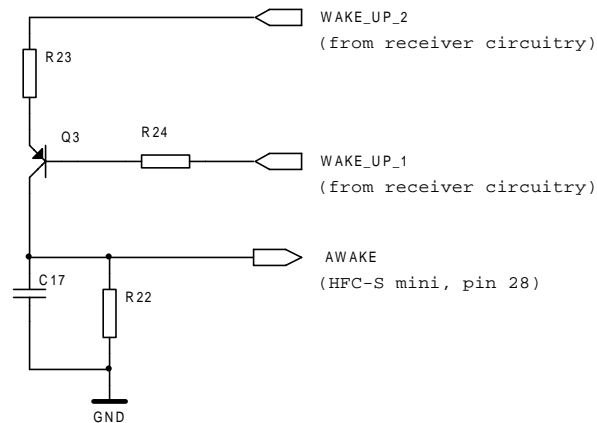 WAKE_UP_2
(from receiver circuitry)
R23
Q3
R24
WAKE_UP_1
(from receiver circuitry)
AWAKE
(HFC-S mini, pin 28)
C17
R22
GND